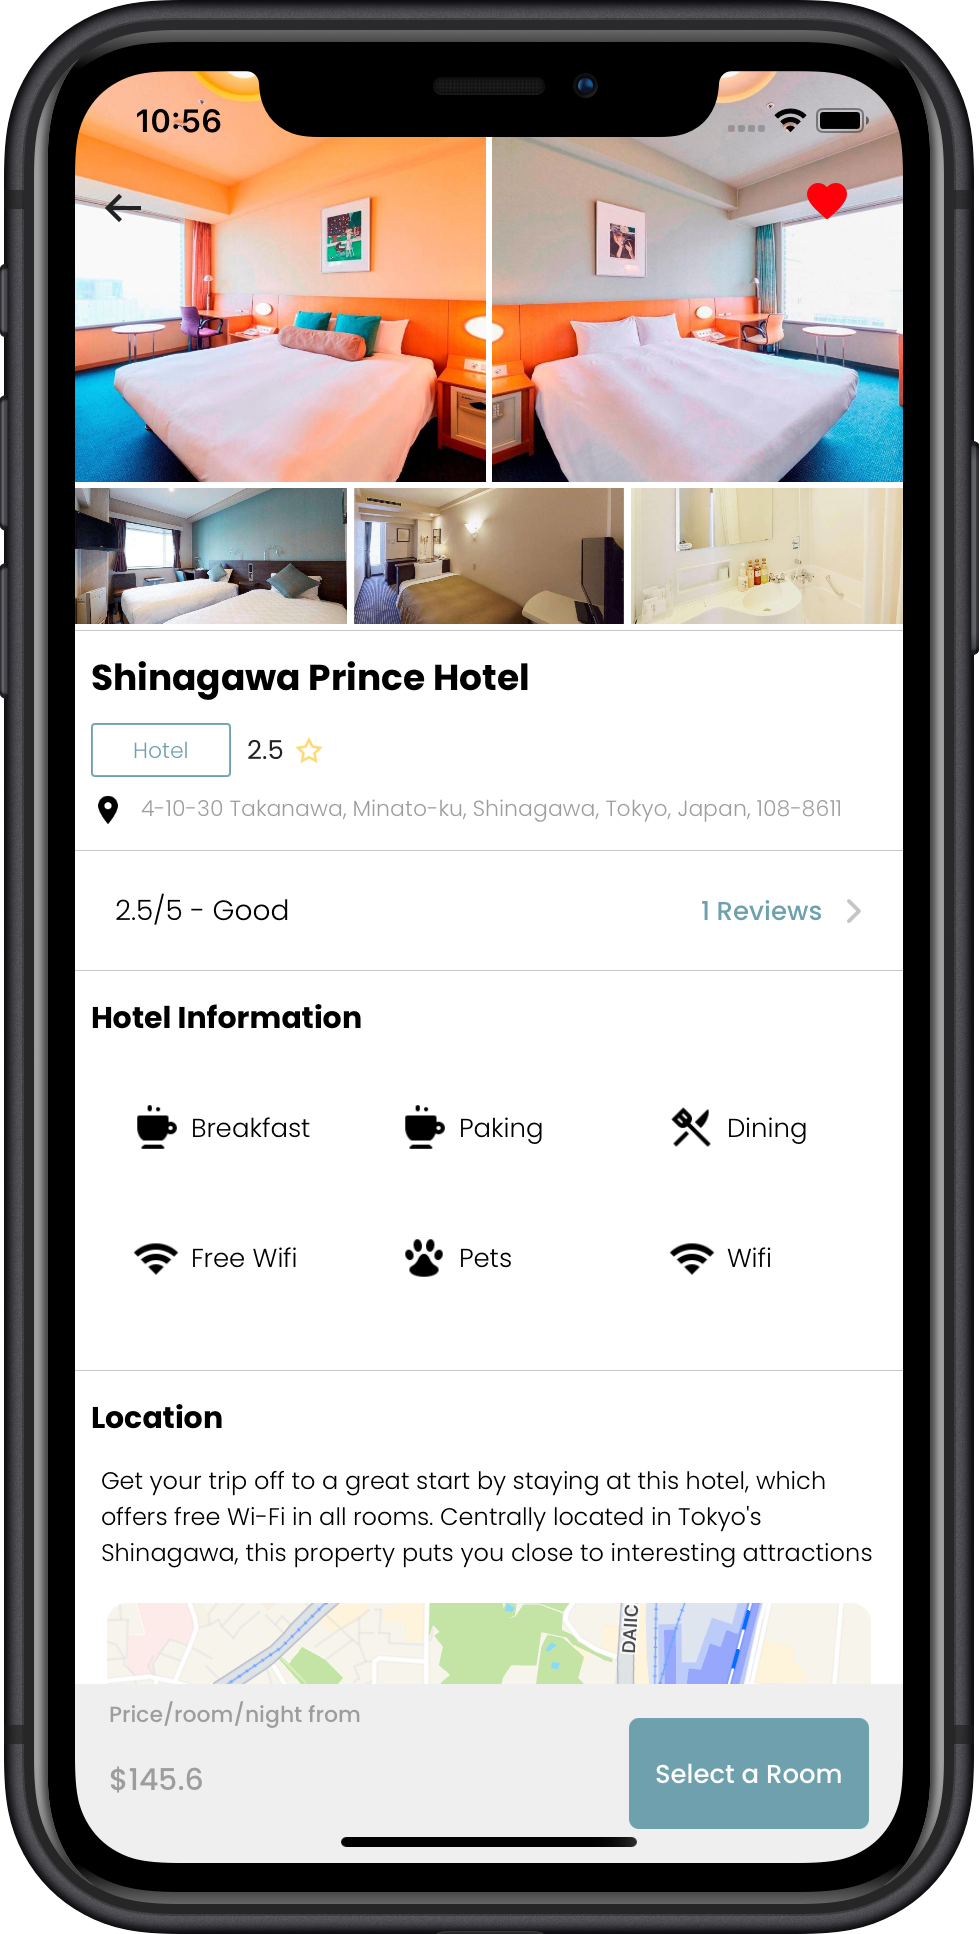 10:56
Shinagawa Prince Hotel
Hotel 2.5
4-10-30 Takanawa, Minato-ku, Shinagawa, Tokyo, Japan, 108-8611
2.5/5 - Good 1 Reviews
Hotel Information
Breakfast Paking Dining
Free Wifi Pets Wifi
Location
Get your trip off to a great start by staying at this hotel, which
offers free Wi-Fi in all rooms. Centrally located in Tokyo's
Shinagawa, this property puts you close to interesting attractions
DAIIC
Price/room/night from
$145.6
Select a Room